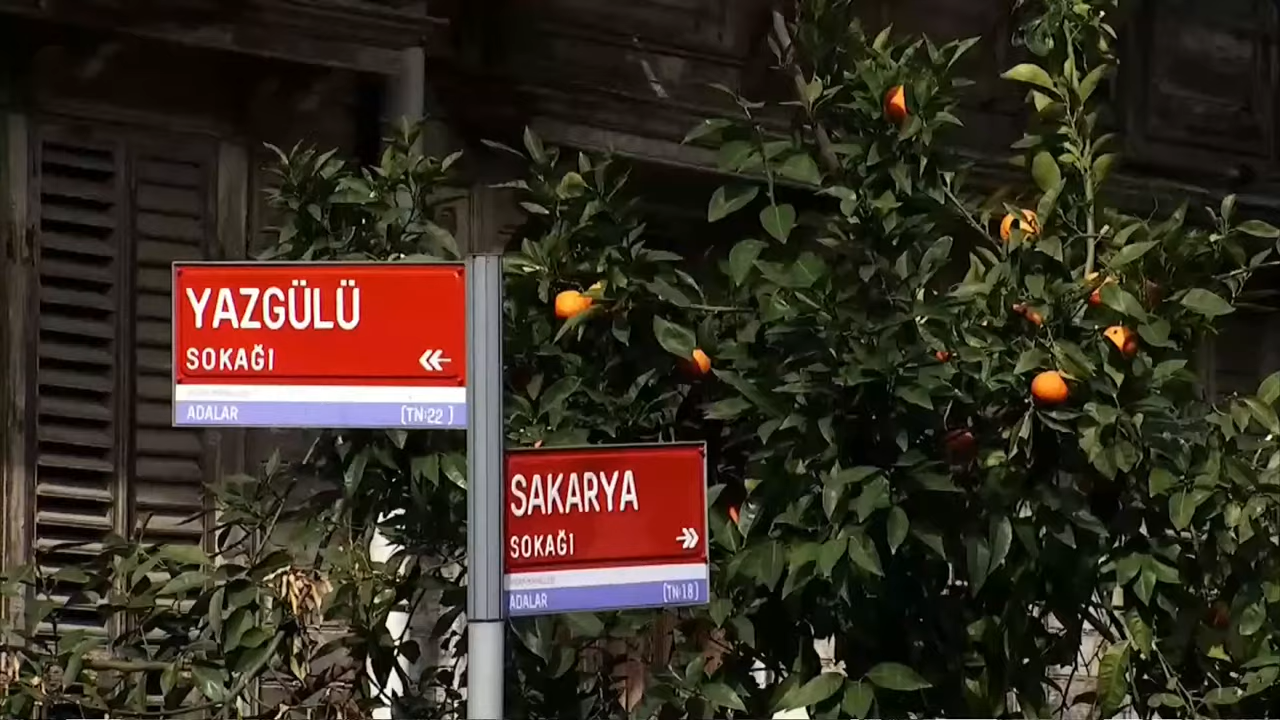 YAZGÜLÜ
SOKAĞI
ADALAR (TN:22 )
SAKARYA
SOKAĞI
ADALAR (TN:18)